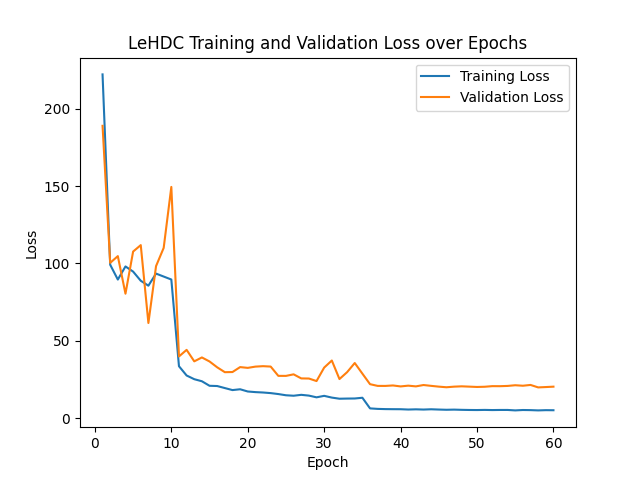 LeHDC Training and Validation Loss over Epochs
Training Loss
Validation Loss
Loss
200
150
100
50
0
0 10 20 30 40 50 60
Epoch